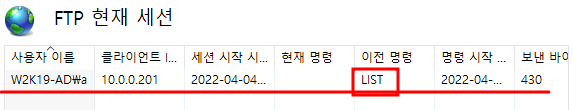 FTP 현재 세션
사용자 이름 클라이언트 I... 세션 시작 시... 현재 명령 이전 명령 명령 시작 ... 보낸 바이
W2K19-AD₩a 10.0.0.201 2022-04-04... LIST 2022-04-... 430